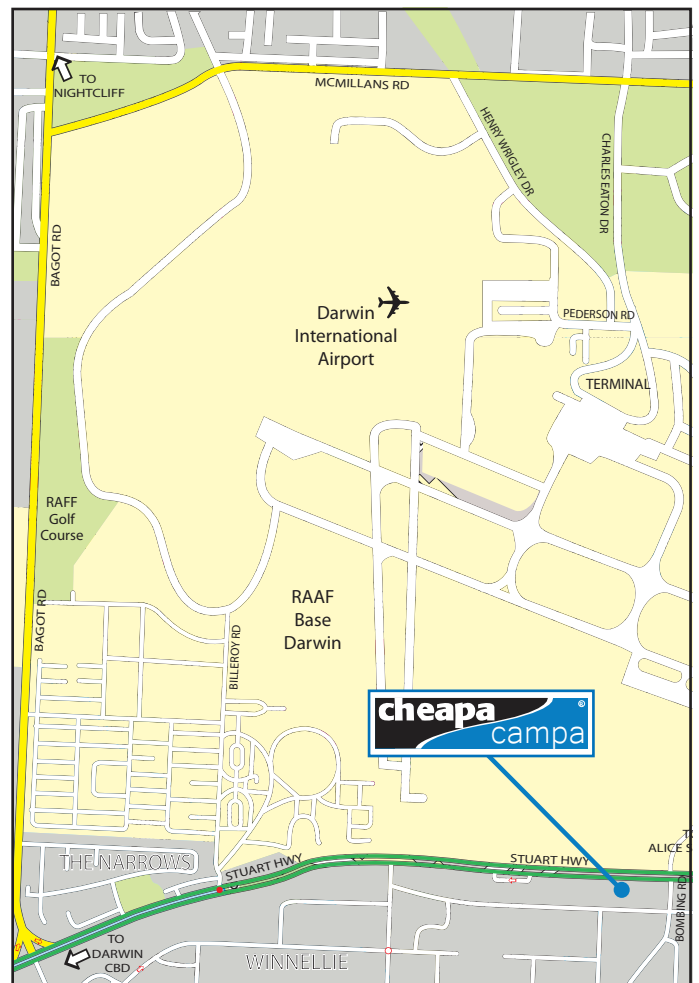 TO
NIGHTCLIFF
MCMILLANS RD
HENRY WRIGLEY DR
CHARLES EATON DR
BAGOT RD
Darwin
International
Airport
PEDERSON RD
TERMINAL
RAFF
Golf
Course
RAAF
Base
Darwin
BAGOT RD
BILLEROY RD
cheapa
campa
®
THE NARROWS
STUART HWY
STUART HWY
ALICE S
BOMBING RD
TO
DARWIN
CBD
WINNELLIE